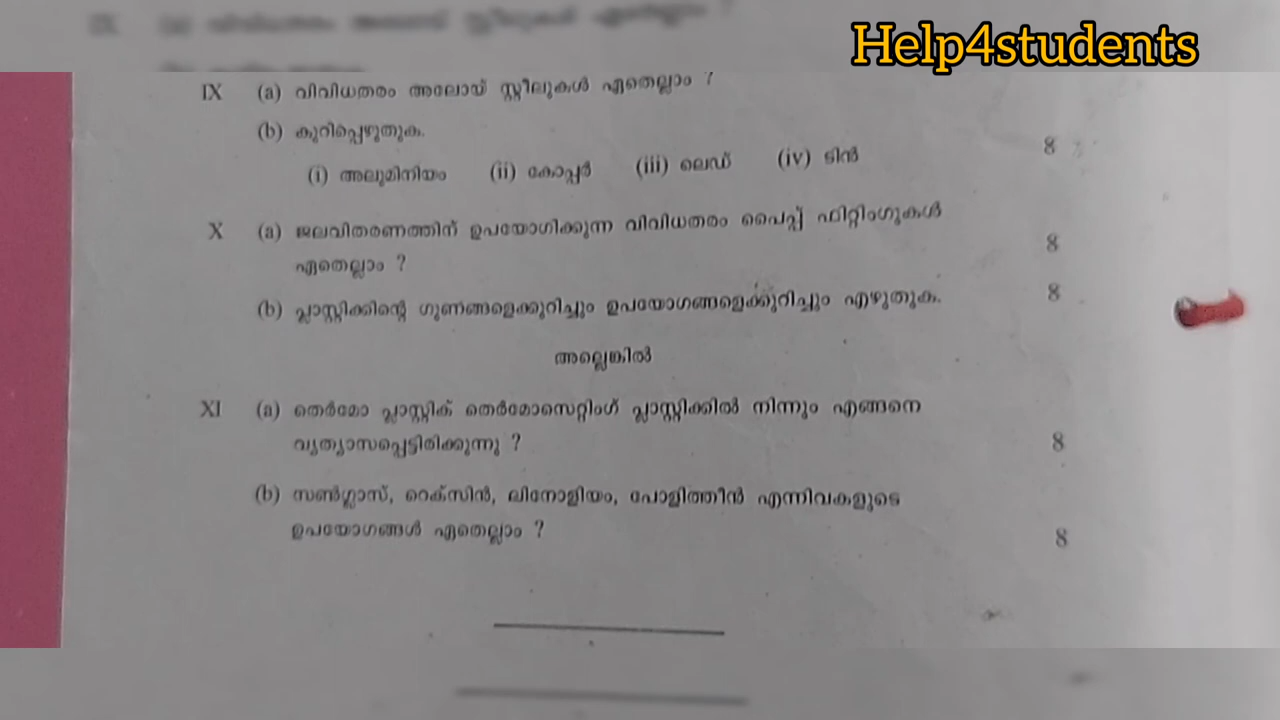 Help4students
IX (a) വിവിധതരം അലോയ് സ്റ്റീലുകൾ ഏതെല്ലാം ?
(b) കുറിപ്പെഴുതുക.
(i) അലുമിനിയം (ii) കോപ്പർ (iii) ലെഡ് (iv) ടിൻ 8
X (a) ജലവിതരണത്തിന് ഉപയോഗിക്കുന്ന വിവിധതരം പൈപ്പ് ഫിറ്റിംഗുകൾ
ഏതെല്ലാം ? 8
(b) പ്ലാസ്റ്റിക്കിന്റെ ഗുണങ്ങളെക്കുറിച്ചും ഉപയോഗങ്ങളെക്കുറിച്ചും എഴുതുക. 8
അല്ലെങ്കിൽ
XI (a) തെർമോ പ്ലാസ്റ്റിക് തെർമോസെറ്റിംഗ് പ്ലാസ്റ്റിക്കിൽ നിന്നും എങ്ങനെ
വ്യത്യാസപ്പെട്ടിരിക്കുന്നു ? 8
(b) സൺഗ്ലാസ്, റെക്സിൻ, ലിനോളിയം, പോളിത്തീൻ എന്നിവകളുടെ
ഉപയോഗങ്ങൾ ഏതെല്ലാം ? 8